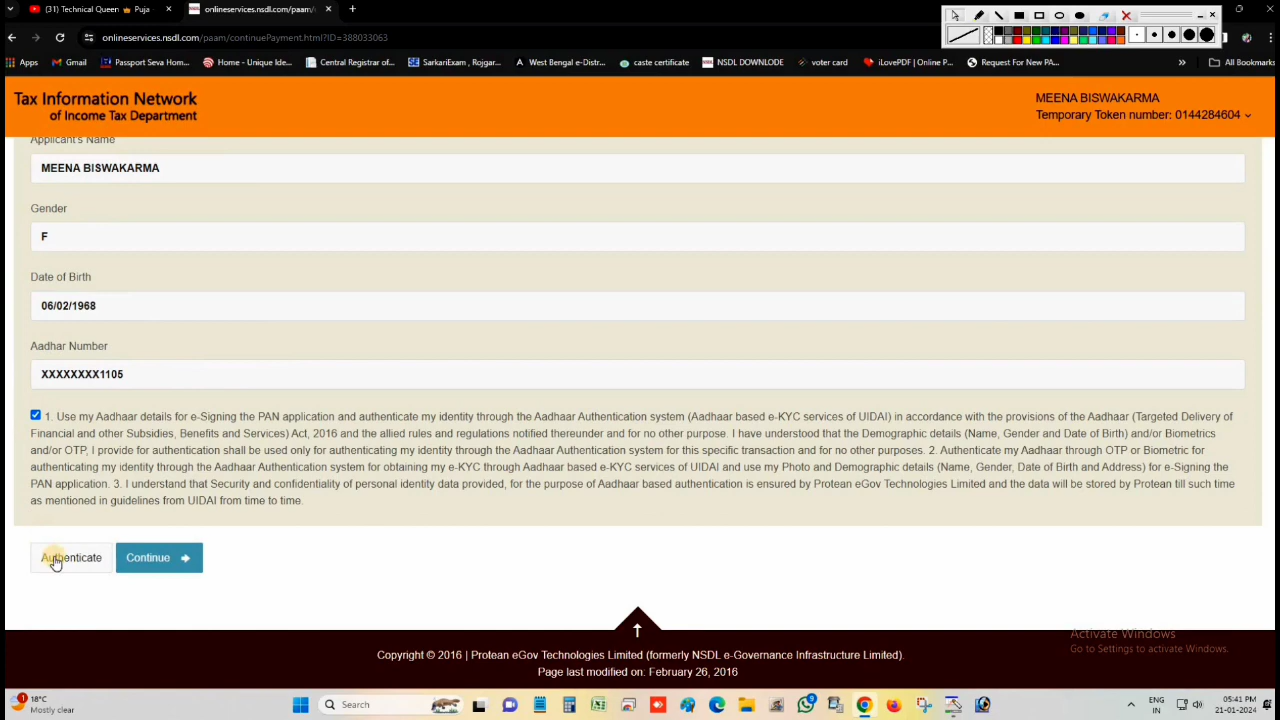 (31) Technical Queen 👑 Puja
onlineservices.nsdl.com/paam/
onlineservices.nsdl.com/paam/continuePayment
Apps
Gmail
Passport Seva Hom...
Home - Unique Ide...
Central Registrar of...
SarkariExam , Rojgar...
West Bengal e-Distr...
caste certificate
NSDL DOWNLODE
voter card
iLovePDF | Online P...
Request For New PA...
»
All Bookmarks
Tax Information Network
of Income Tax Department
MEENA BISWAKARMA
Temporary Token number: 0144284604
Applicant's Name
MEENA BISWAKARMA
Gender
F
Date of Birth
06/02/1968
Aadhar Number
XXXXXXXX1105
1. Use my Aadhaar details for e-Signing the PAN application and authenticate my identity through the Aadhaar Authentication system (Aadhaar based e-KYC services of UIDAI) in accordance with the provisions of the Aadhaar (Targeted Delivery of
Financial and other Subsidies, Benefits and Services) Act, 2016 and the allied rules and regulations notified thereunder and for no other purpose. I have understood that the Demographic details (Name, Gender and Date of Birth) and/or Biometrics
and/or OTP, I provide for authentication shall be used only for authenticating my identity through the Aadhaar Authentication system for this specific transaction and for no other purposes. 2. Authenticate my Aadhaar through OTP or Biometric for
authenticating my identity through the Aadhaar Authentication system for obtaining my e-KYC through Aadhaar based e-KYC services of UIDAI and use my Photo and Demographic details (Name, Gender, Date of Birth and Address) for e-Signing the
PAN application. 3. I understand that Security and confidentiality of personal identity data provided, for the purpose of Aadhaar based authentication is ensured by Protean eGov Technologies Limited and the data will be stored by Protean till such time
as mentioned in guidelines from UIDAI from time to time.
Authenticate
Continue
Activate Windows
Go to Settings to activate Windows.
Copyright © 2016 | Protean eGov Technologies Limited (formerly NSDL e-Governance Infrastructure Limited).
Page last modified on: February 26, 2016
1
18°C
Mostly clear
Search
9
ENG
IN
05:41 PM
21-01-2024